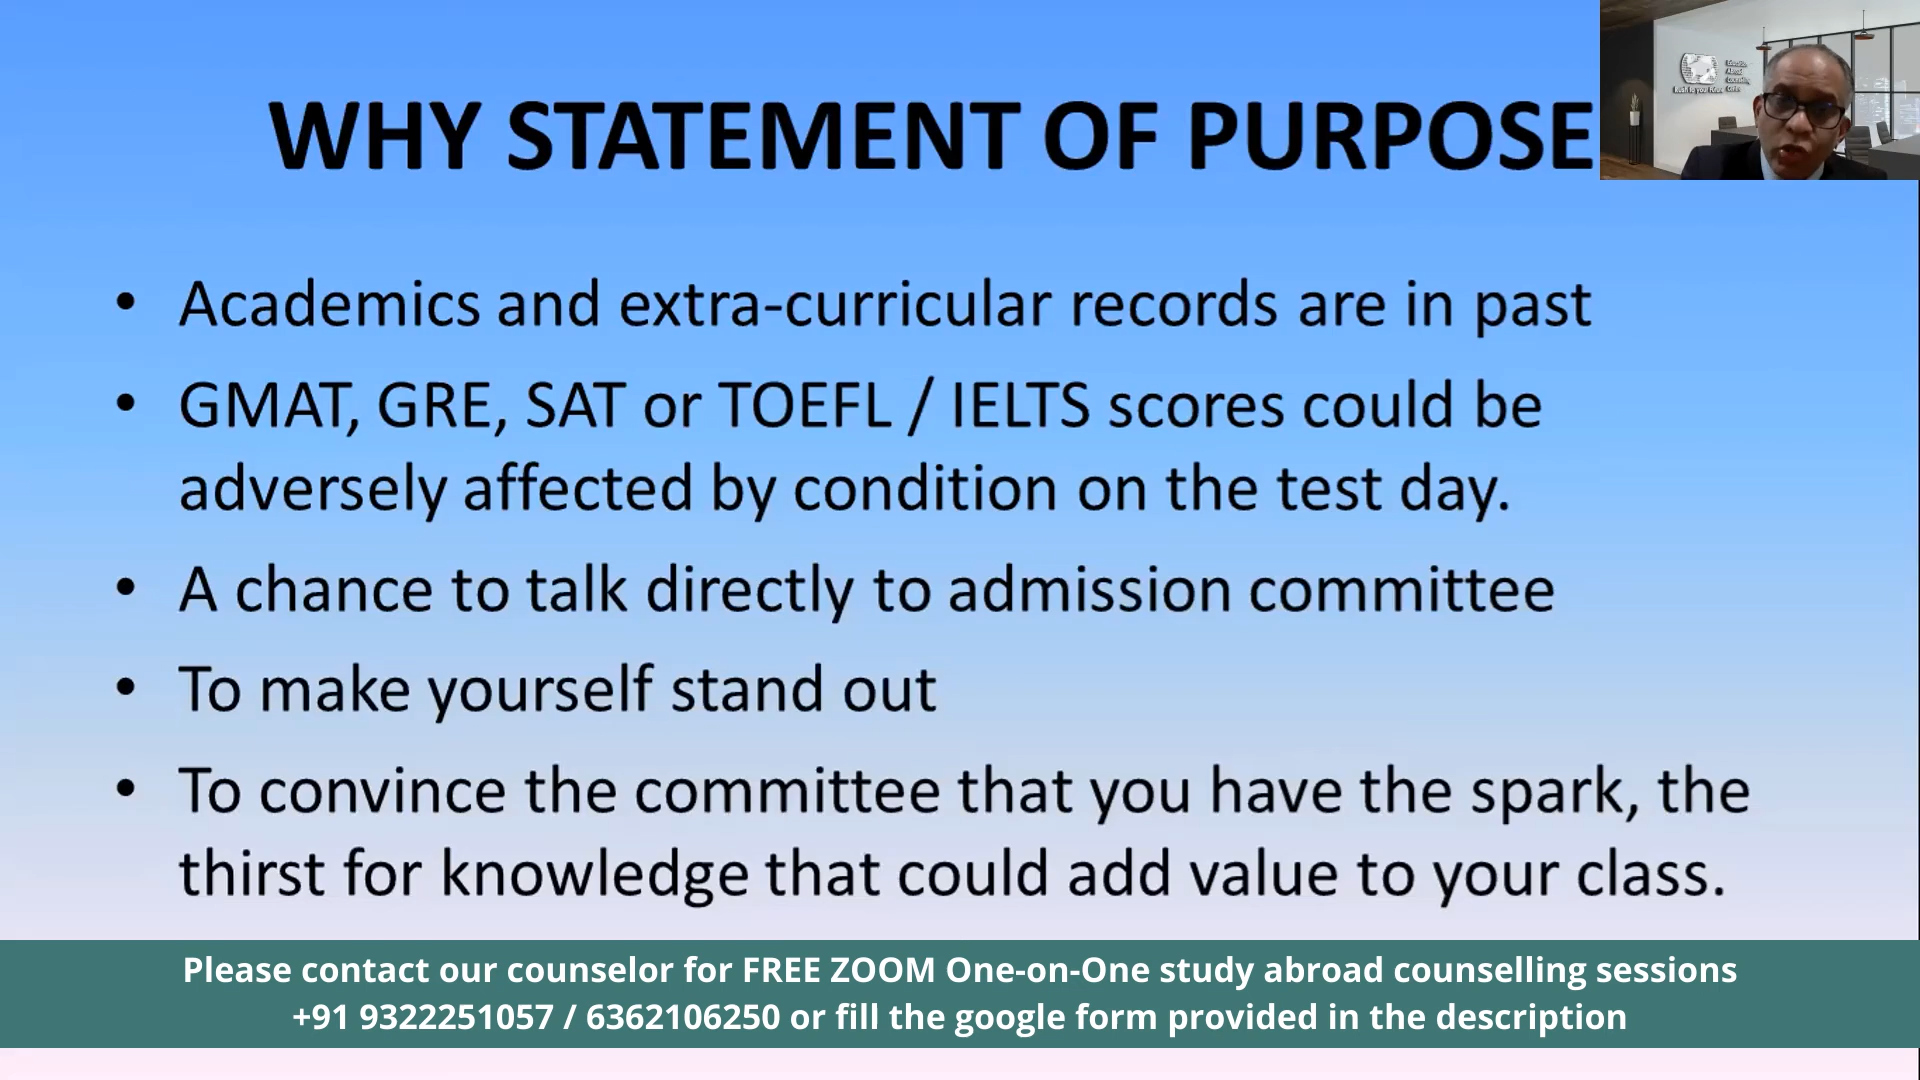 WHY STATEMENT OF PURPOSE
• Academics and extra-curricular records are in past
• GMAT, GRE, SAT or TOEFL / IELTS scores could be
adversely affected by condition on the test day.
• A chance to talk directly to admission committee
• To make yourself stand out
• To convince the committee that you have the spark, the
thirst for knowledge that could add value to your class.
Please contact our counselor for FREE ZOOM One-on-One study abroad counselling sessions
+91 9322251057 / 6362106250 or fill the google form provided in the description